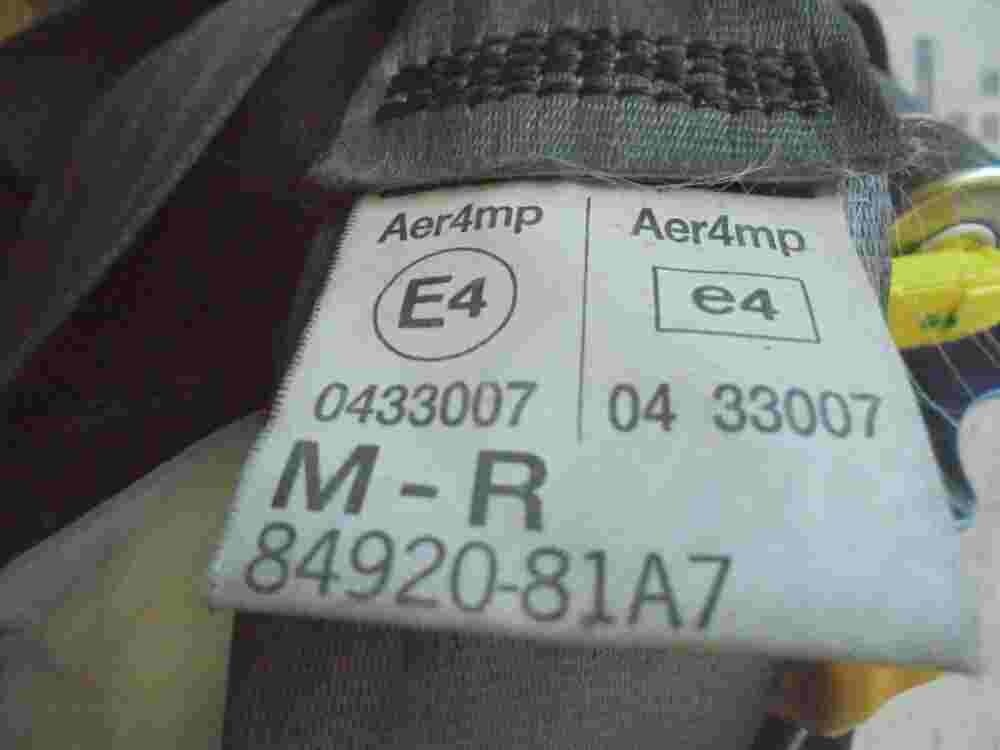 Aer4mp Aer4mp
E4 e4
0433007 04 33007
M-R
84920-81A7